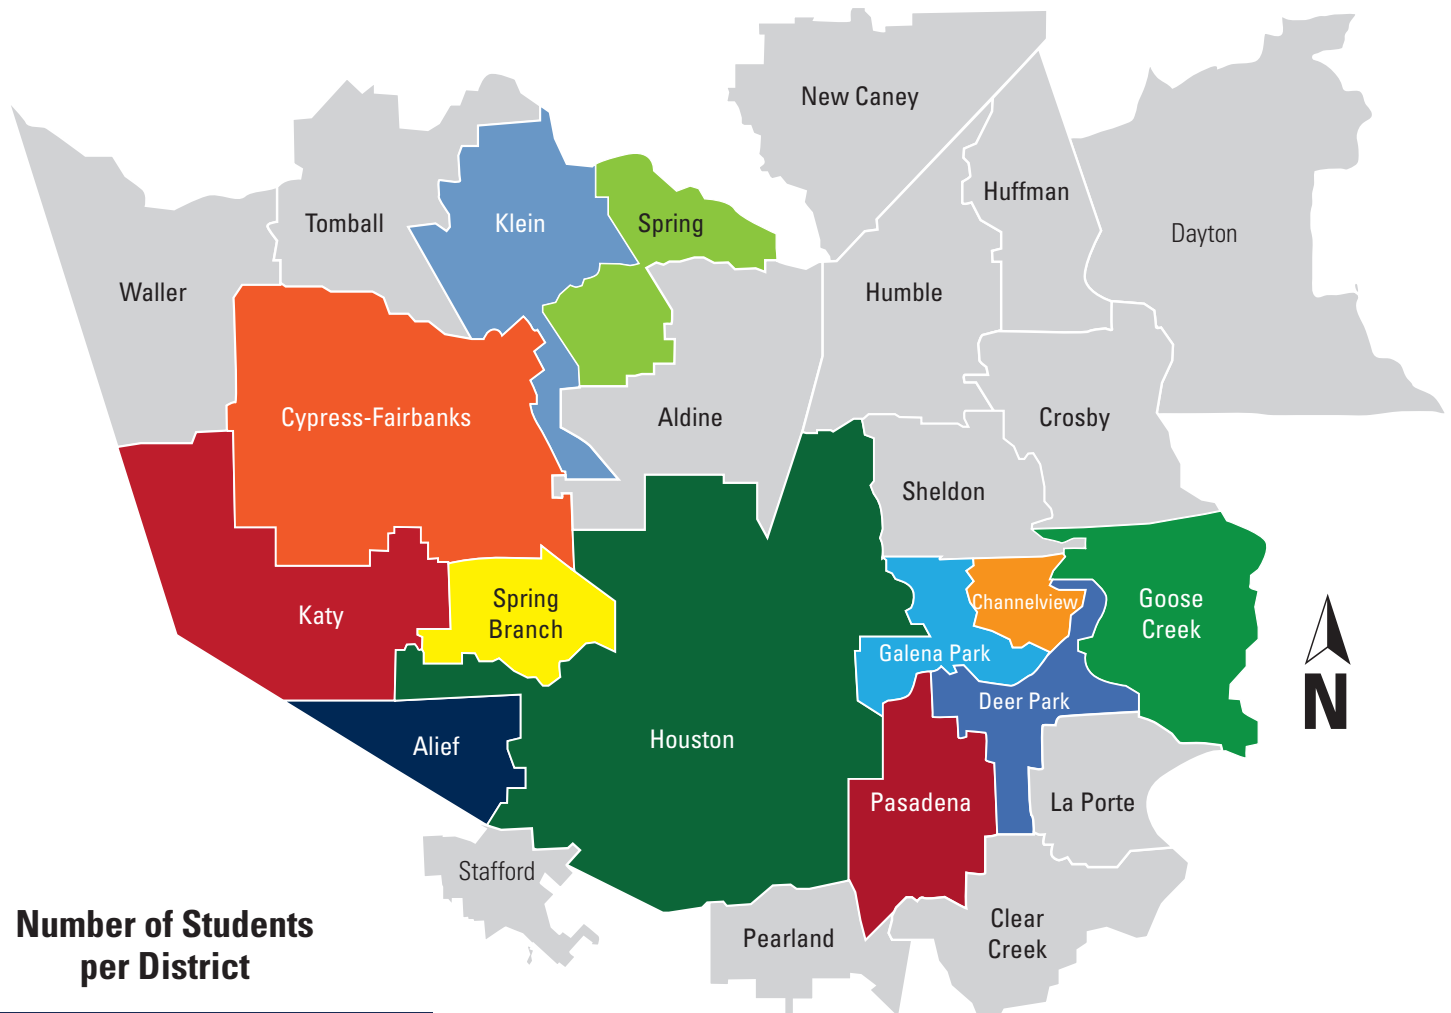 New Caney
Huffman
Tomball
Klein
Spring
Dayton
Waller
Humble
Cypress-Fairbanks
Aldine
Crosby
Sheldon
Katy
Spring
Branch
Channelview
Goose
Creek
Galena Park
Deer Park
N
Alief
Houston
Pasadena
La Porte
Stafford
Number of Students
per District
Pearland
Clear
Creek